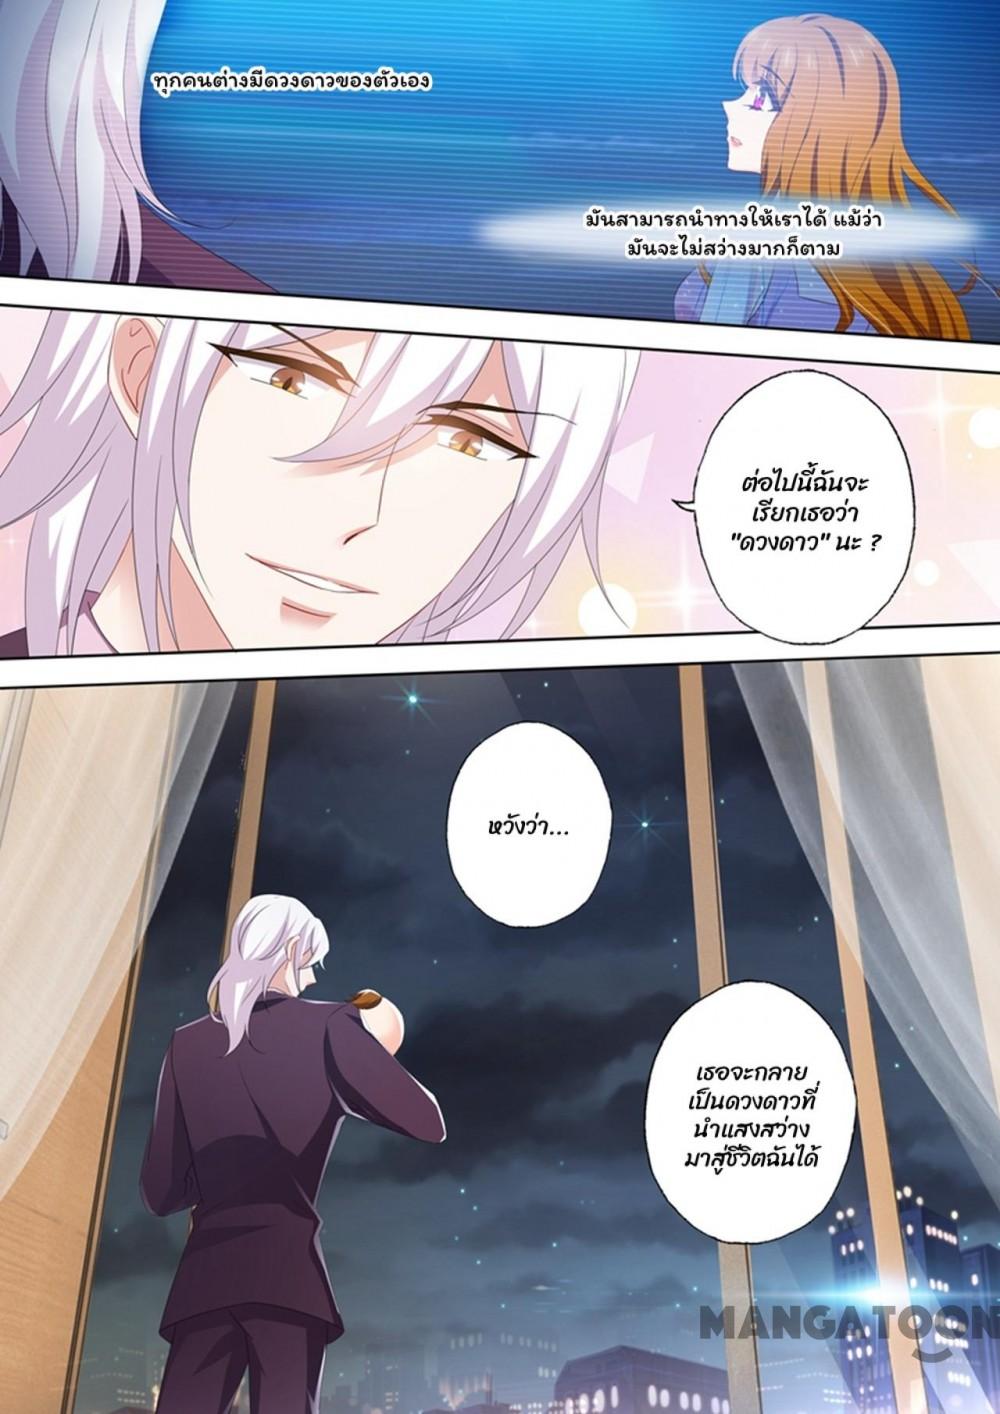 ทุกคนต่างมีดวงดาวของตัวเอง
มันสามารถนำทางให้เราได้ แม้ว่า
มันจะไม่สว่างมากก็ตาม
ต่อไปนี้ฉันจะ
เรียกเธอว่า
"ดวงดาว" นะ ?
หวังว่า...
เธอจะกลาย
เป็นดวงดาวที่
นำแสงสว่าง
มาสู่ชีวิตฉันได้
MANGATOON